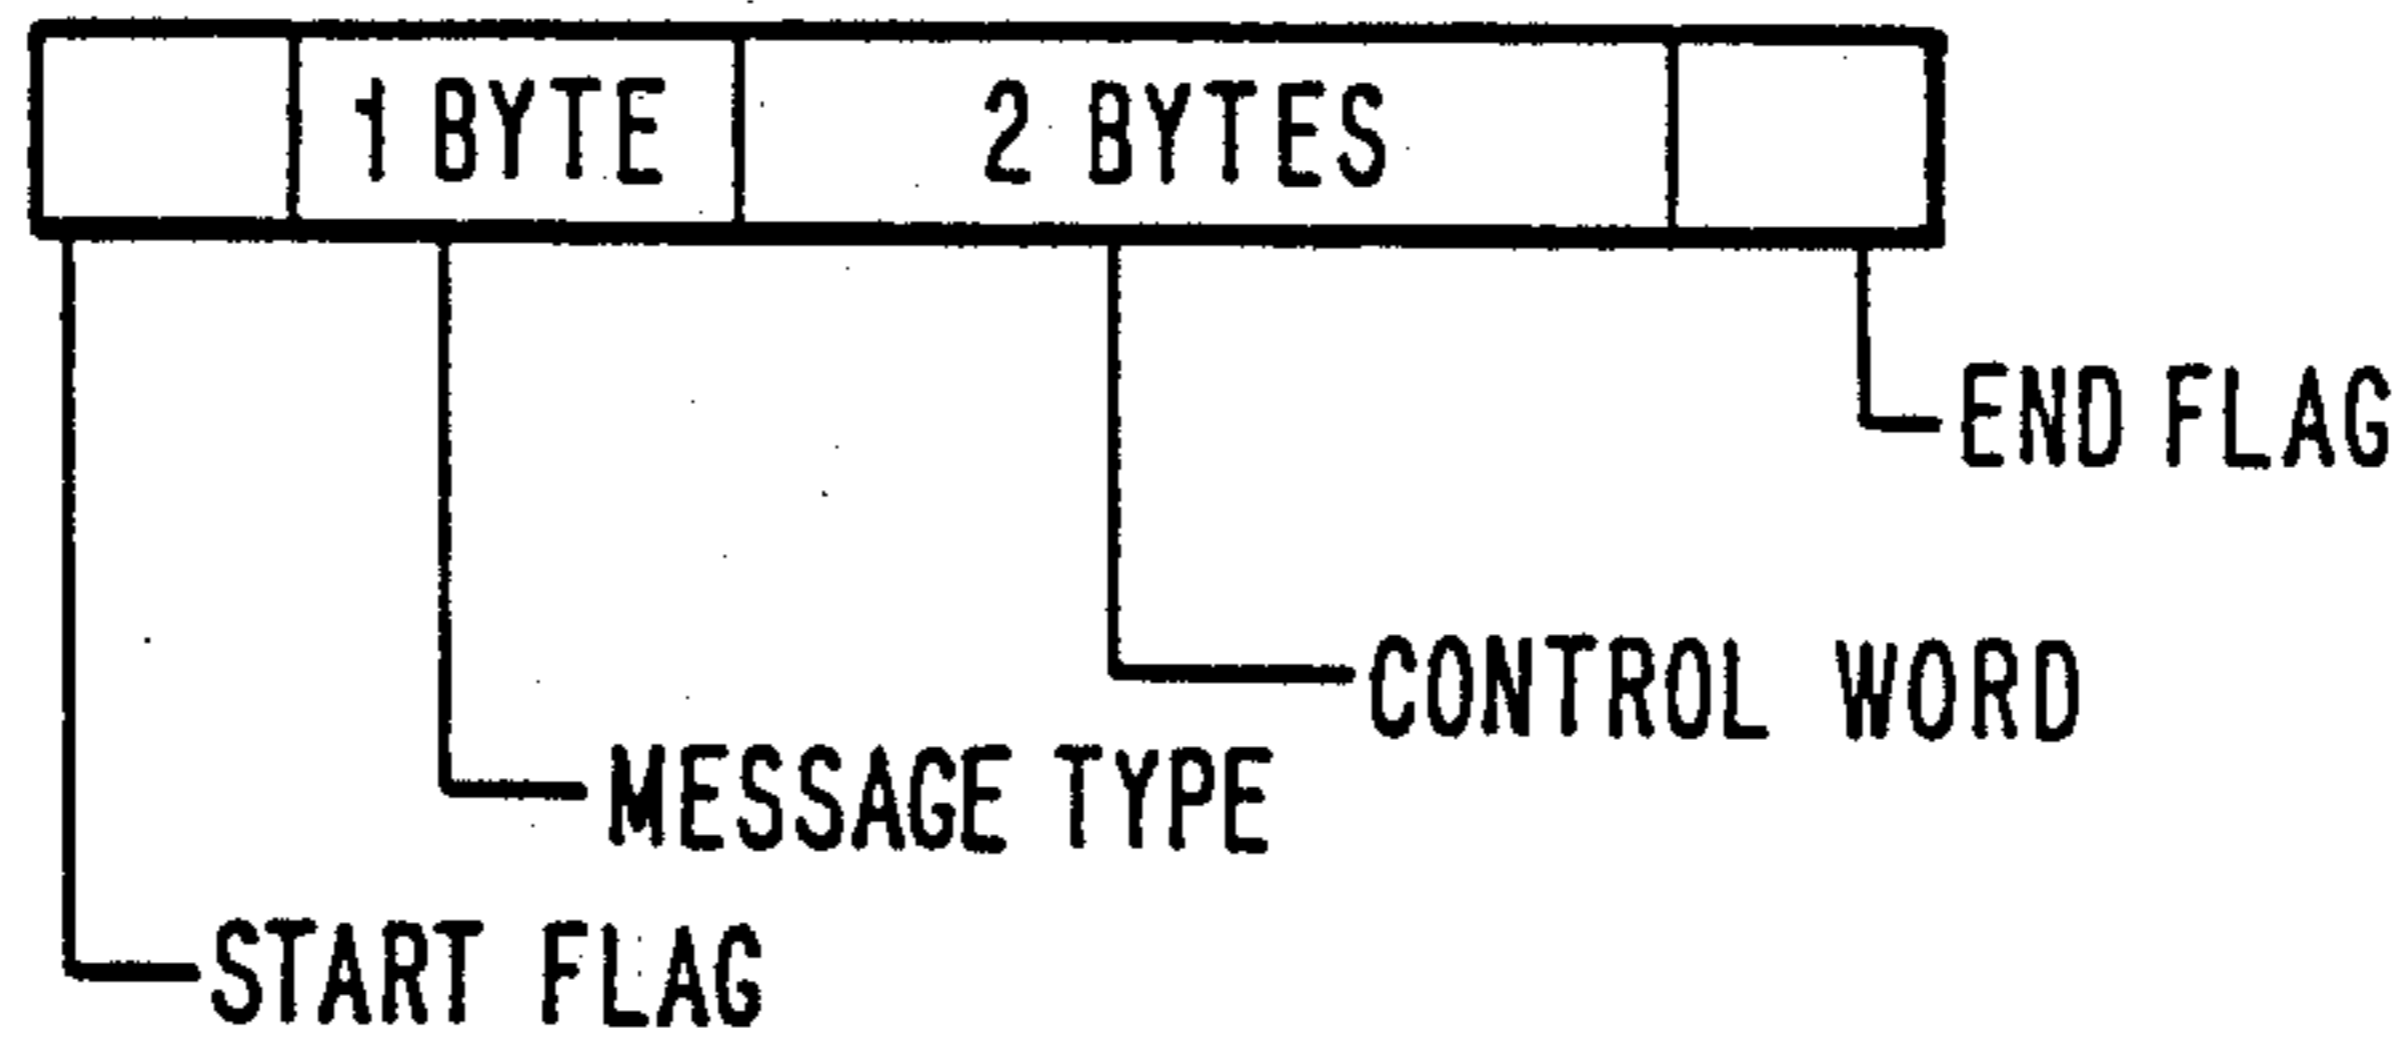 1 BYTE 2 BYTES
END FLAG
CONTROL WORD
MESSAGE TYPE
START FLAG